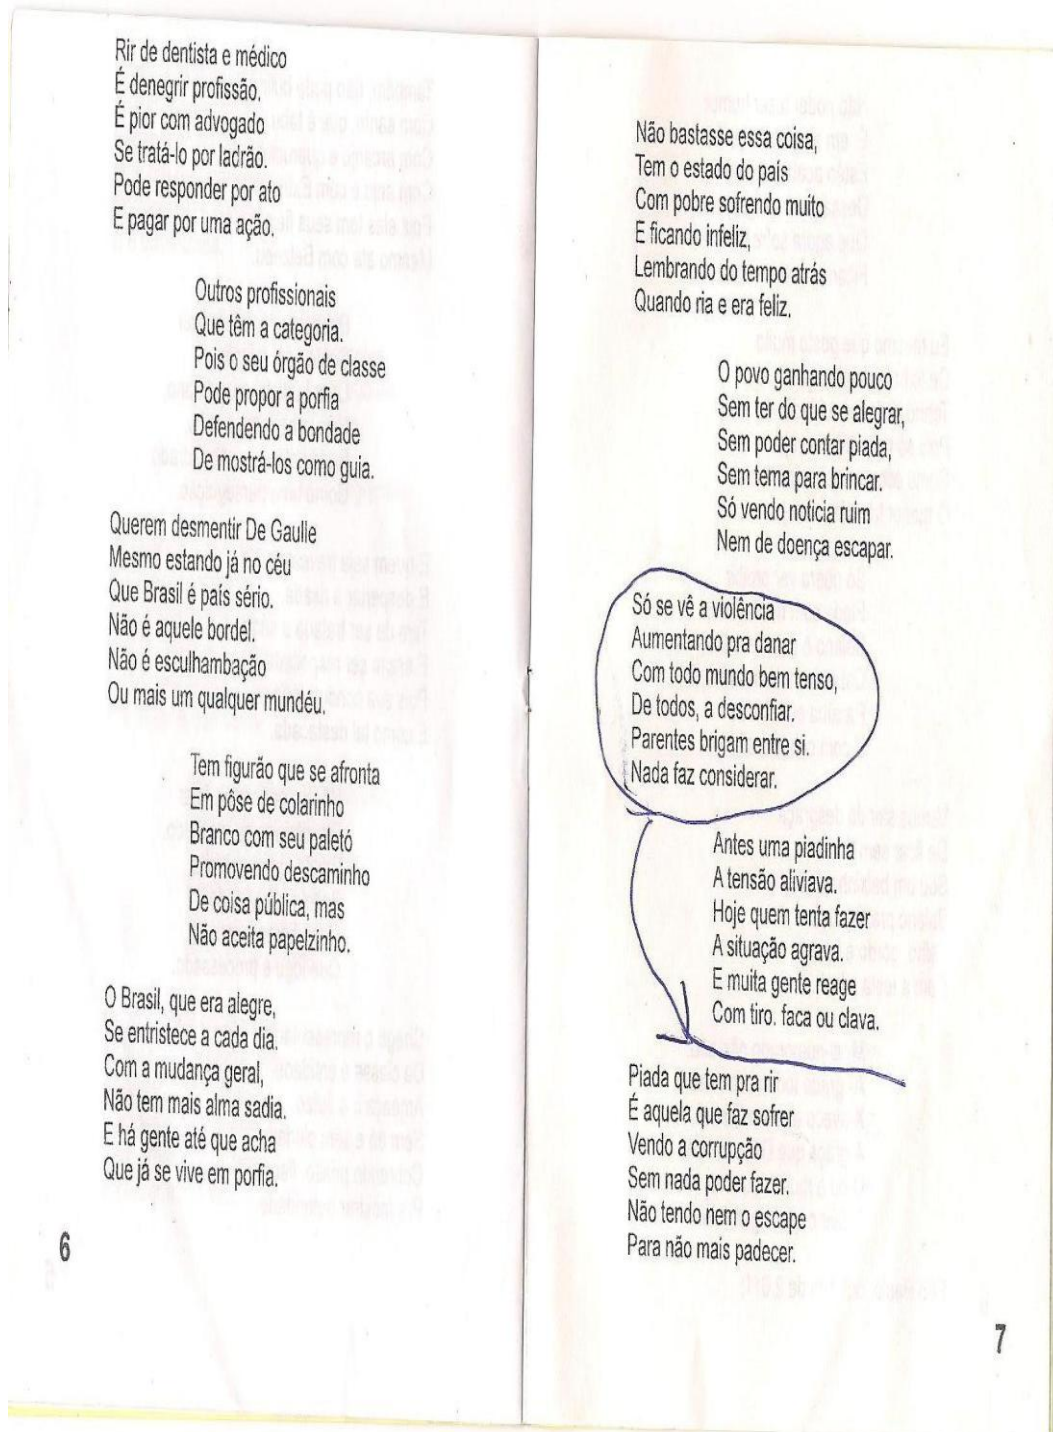 Rir de dentista e médico
É denegrir profissão.
É pior com advogado
Se tratá-lo por ladrão.
Pode responder por ato
E pagar por uma ação.
Outros profissionais
Que têm a categoria.
Pois o seu órgão de classe
Pode propor a porfia
Defendendo a bondade
De mostrá-los como guia.
Querem desmentir De Gaulle
Mesmo estando já no céu
Que Brasil é país sério.
Não é aquele bordel.
Não é esculhambação
Ou mais um qualquer mundéu.
Tem figurão que se afronta
Em pôse de colarinho
Branco com seu paletó
Promovendo descaminho
De coisa pública, mas
Não aceita papelzinho.
O Brasil, que era alegre,
Se entristece a cada dia.
Com a mudança geral,
Não tem mais alma sadia.
E há gente até que acha
Que já se vive em porfia.
6
Não bastasse essa coisa,
Tem o estado do país
Com pobre sofrendo muito
E ficando infeliz,
Lembrando do tempo atrás
Quando ria e era feliz.
O povo ganhando pouco
Sem ter do que se alegrar,
Sem poder contar piada,
Sem tema para brincar.
Só vendo noticia ruim
Nem de doença escapar.
Só se vê a violência
Aumentando pra danar
Com todo mundo bem tenso,
De todos, a desconfiar.
Parentes brigam entre si.
Nada faz considerar.
Antes uma piadinha
A tensão aliviava.
Hoje quem tenta fazer
A situação agrava.
E muita gente reage
Com tiro. faca ou clava.
Piada que tem pra rir
É aquela que faz sofrer
Vendo a corrupção
Sem nada poder fazer.
Não tendo nem o escape
Para não mais padecer.
7